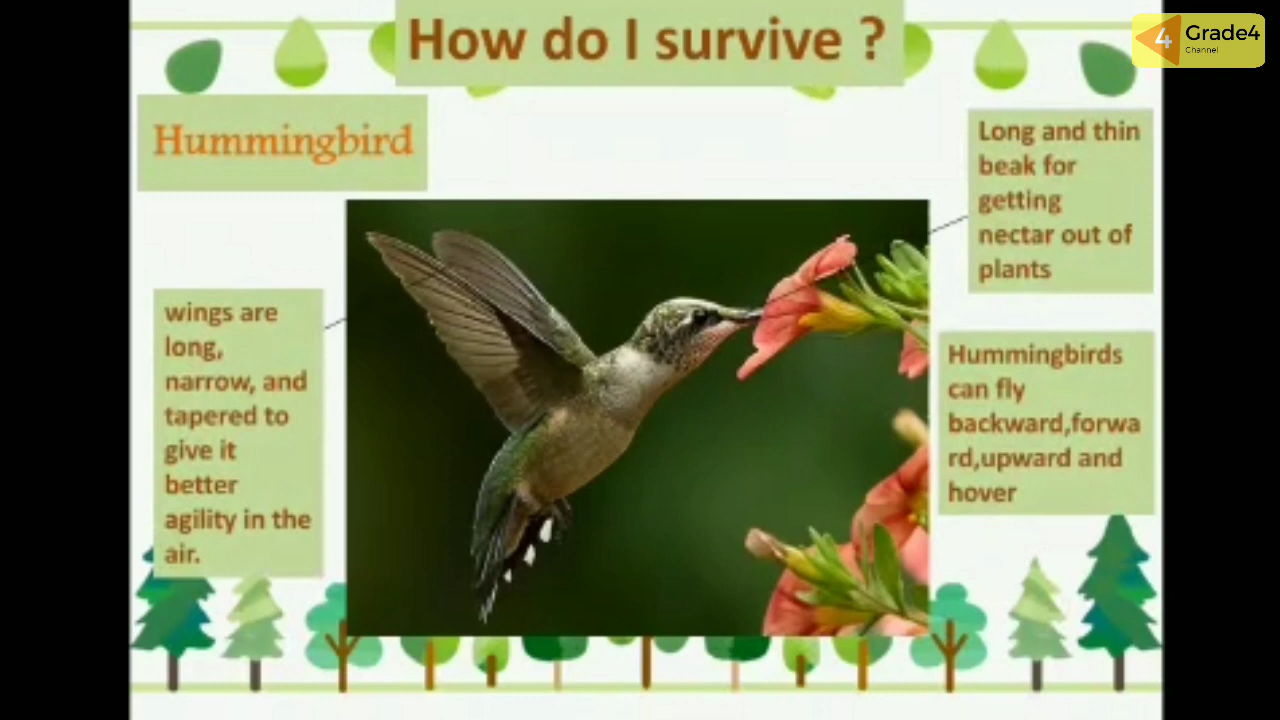 How do I survive ?
4 Grade4
Channel
Hummingbird
Long and thin
beak for
getting
nectar out of
plants
wings are
long,
narrow, and
tapered to
give it
better
agility in the
air.
Hummingbirds
can fly
backward,forwa
rd,upward and
hover